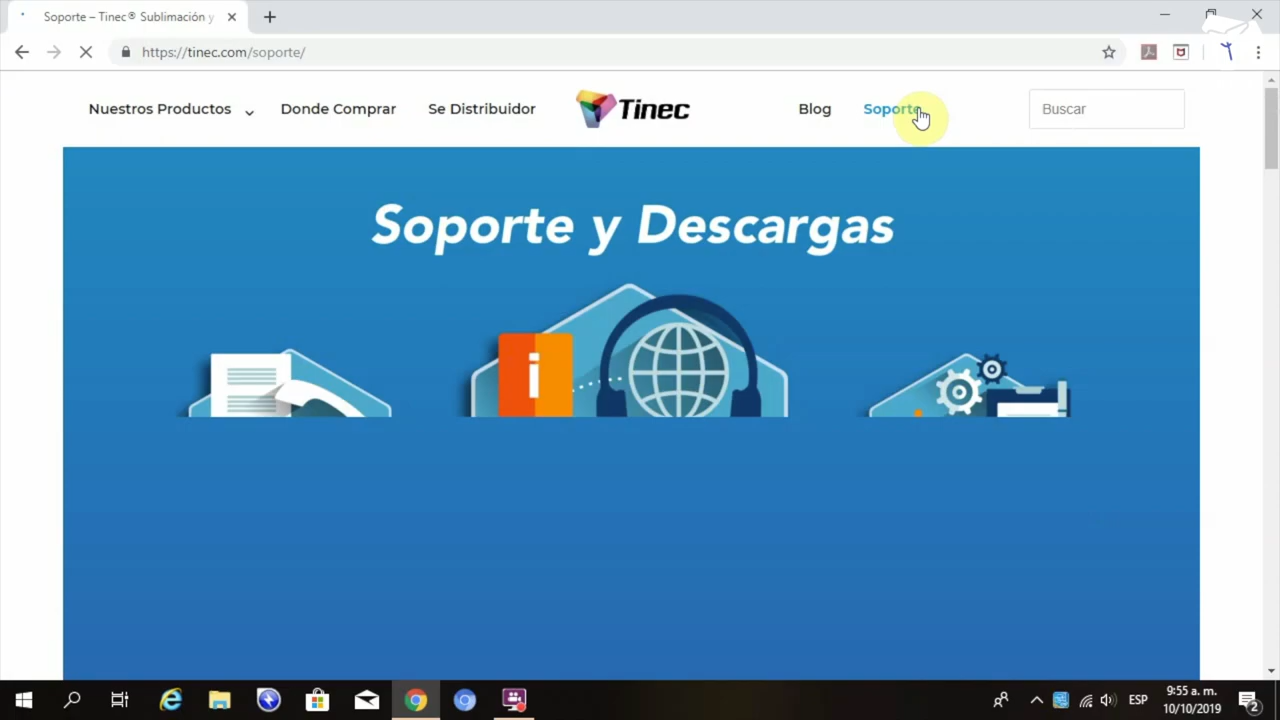 Soporte – Tinec® Sublimación y
https://tinec.com/soporte/
Nuestros Productos
Donde Comprar
Se Distribuidor
Tinec
Blog
Soporte
Buscar
Soporte y Descargas
i
ESP
9:55 a. m.
10/10/2019
2